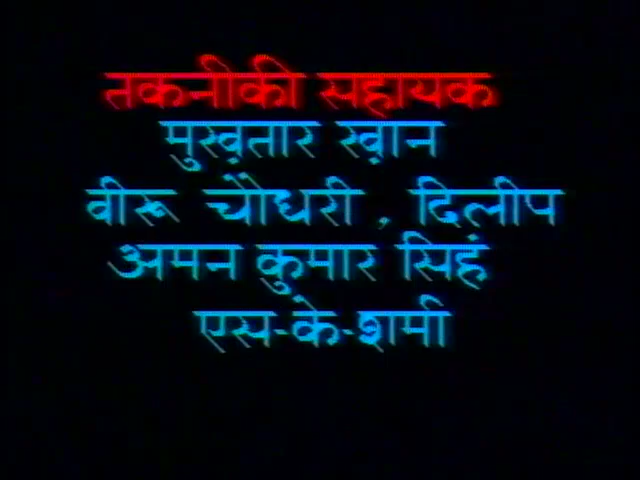 तकनीकी सहायक
मुख़तार ख़ान
वीरू चौधरी , दिलीप
अमन कुमार सिहं
एस-के-शर्मा